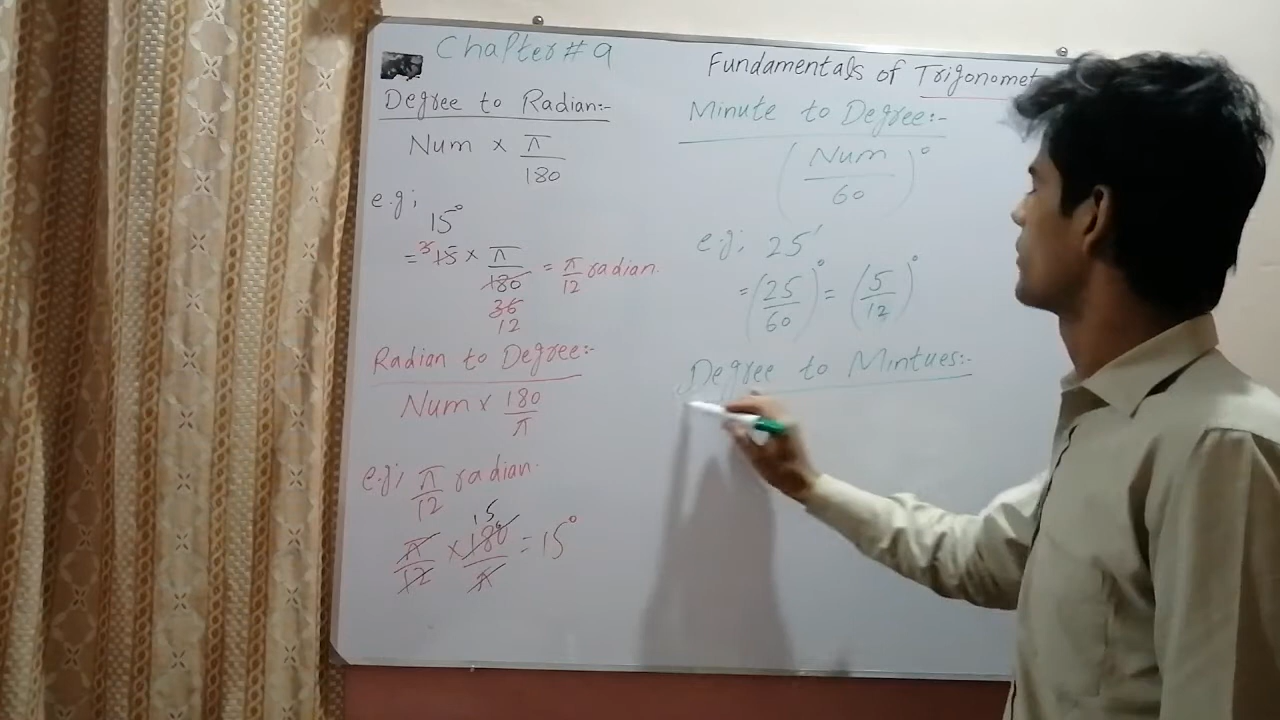 Chapter # 9
Fundamentals of Trigonomet
Degree to Radian:-
Num × π/180
e.g;
15°
= 3 15 × π/180 = π/12 radian.
36
12
Radian to Degree:-
Num × 180/π
e.g; π/12 radian.
15
π/12 × 180/π = 15°
Minute to Degree:-
(Num/60)°
e.g; 25'
= (25/60)° = (5/12)°
Degree to Mintues:-